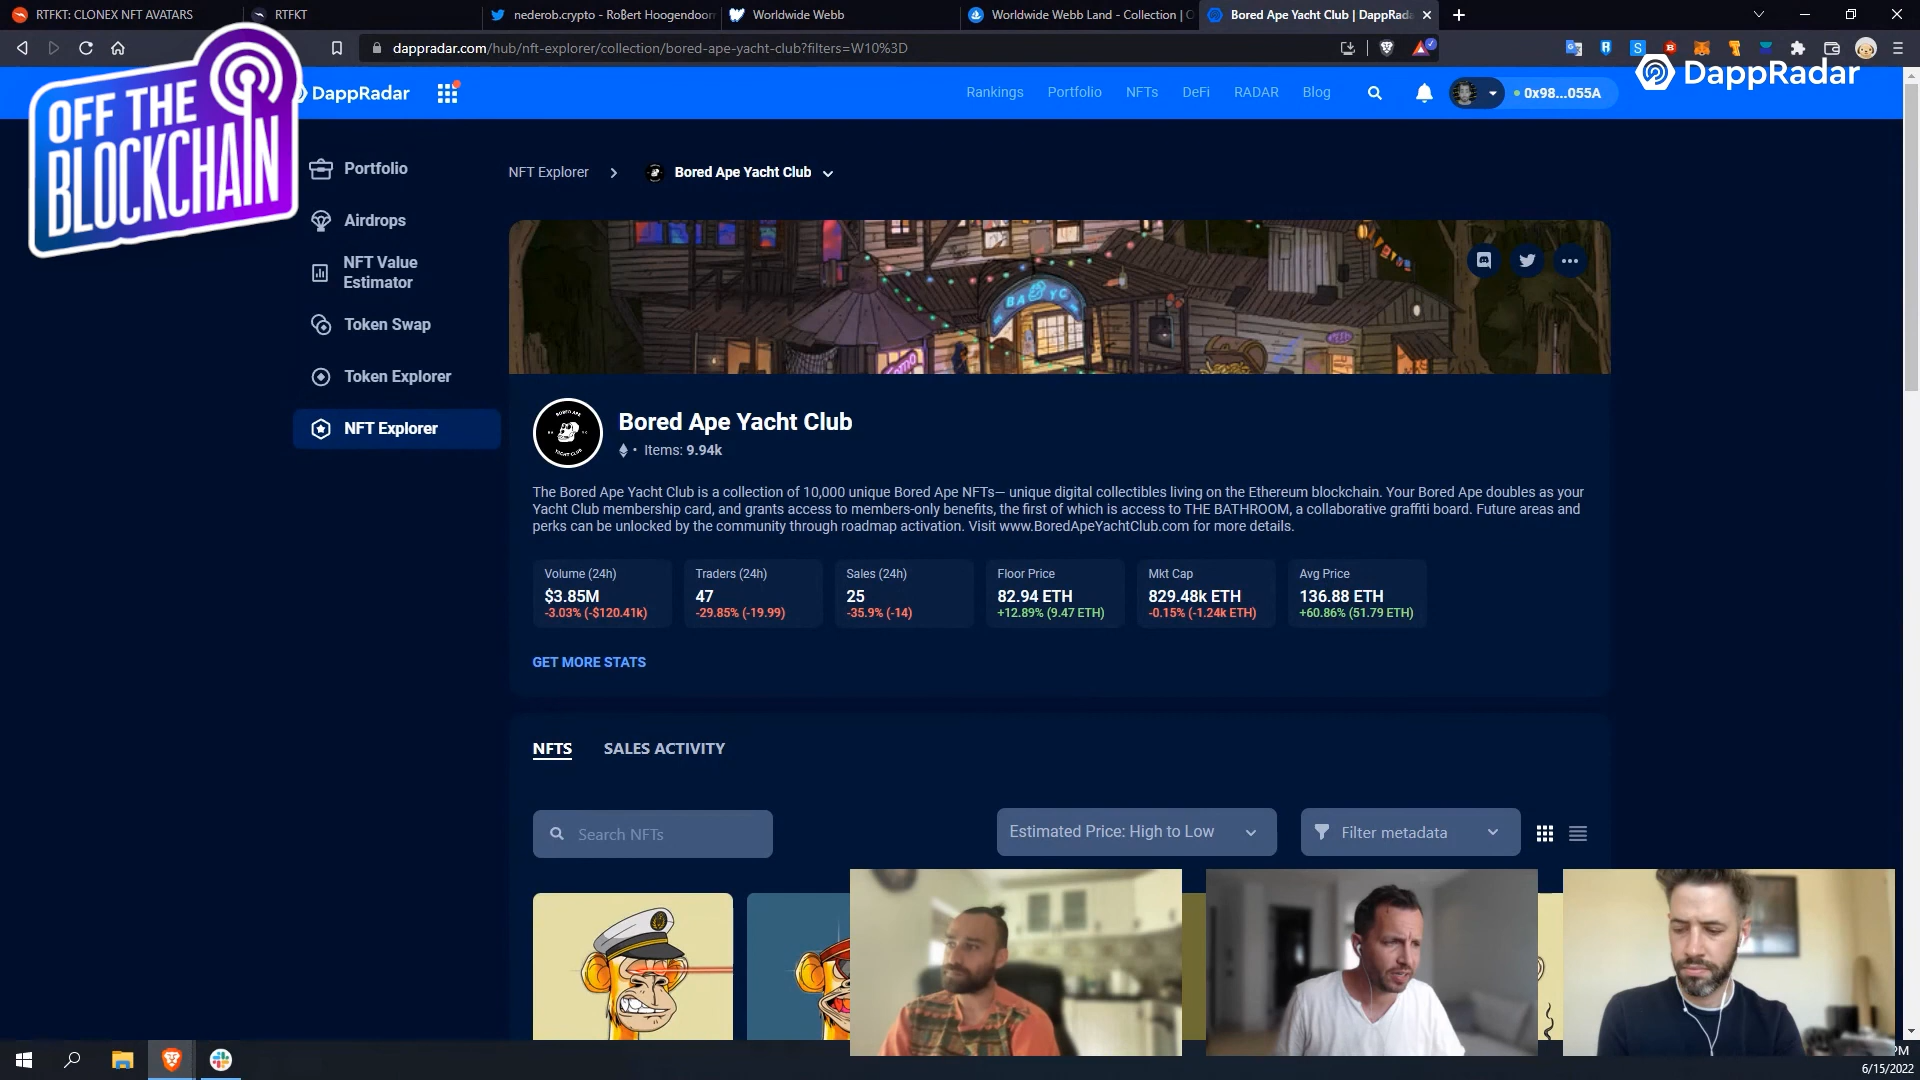 RTFKT: CLONEX NFT AVATARS
RTFKT
nederob.crypto - Roβert Hoogendoorn
Worldwide Webb
Worldwide Webb Land - Collection | O
Bored Ape Yacht Club | DappRada
dappradar.com/hub/nft-explorer/collection/bored-ape-yacht-club?filters=W10%3D
OFF THE
BLOCKCHAIN
DappRadar
DappRadar
Rankings
Portfolio
NFTs
DeFi
RADAR
Blog
0x98...055A
Portfolio
Airdrops
NFT Value
Estimator
Token Swap
Token Explorer
NFT Explorer
NFT Explorer
Bored Ape Yacht Club
BAYC
Bored Ape Yacht Club
Items: 9.94k
The Bored Ape Yacht Club is a collection of 10,000 unique Bored Ape NFTs— unique digital collectibles living on the Ethereum blockchain. Your Bored Ape doubles as your
Yacht Club membership card, and grants access to members-only benefits, the first of which is access to THE BATHROOM, a collaborative graffiti board. Future areas and
perks can be unlocked by the community through roadmap activation. Visit www.BoredApeYachtClub.com for more details.
Volume (24h)
$3.85M
-3.03% (-$120.41k)
Traders (24h)
47
-29.85% (-19.99)
Sales (24h)
25
-35.9% (-14)
Floor Price
82.94 ETH
+12.89% (9.47 ETH)
Mkt Cap
829.48k ETH
-0.15% (-1.24k ETH)
Avg Price
136.88 ETH
+60.86% (51.79 ETH)
GET MORE STATS
NFTS
SALES ACTIVITY
Search NFTs
Estimated Price: High to Low
Filter metadata
PM
6/15/2022